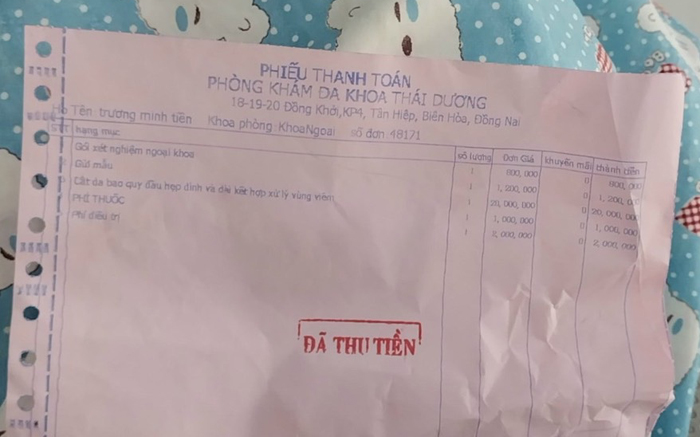 PHIẾU THANH TOÁN
PHÒNG KHÁM ĐA KHOA THÁI DƯƠNG
18-19-20 Đồng Khởi,KP4, Tân Hiệp, Biên Hòa, Đồng Nai
Họ Tên: trương minh tiền Khoa phòng: KhoaNgoại số đơn: 48171
STT hạng mục số lượng Đơn Giá khuyến mãi thành tiền
Gói xét nghiệm ngoại khoa 1 800, 000 0 800, 000
Gửi mẫu 1 1, 200, 000 0 1, 200, 000
Cắt da bao quy đầu hẹp dính và dài kết hợp xử lý vùng viêm 1 20, 000, 000 0 20, 000, 000
PHÍ THUỐC 1 1, 000, 000 0 1, 000, 000
Phí điều trị 1 2, 000, 000 0 2, 000, 000
ĐÃ THU TIỀN